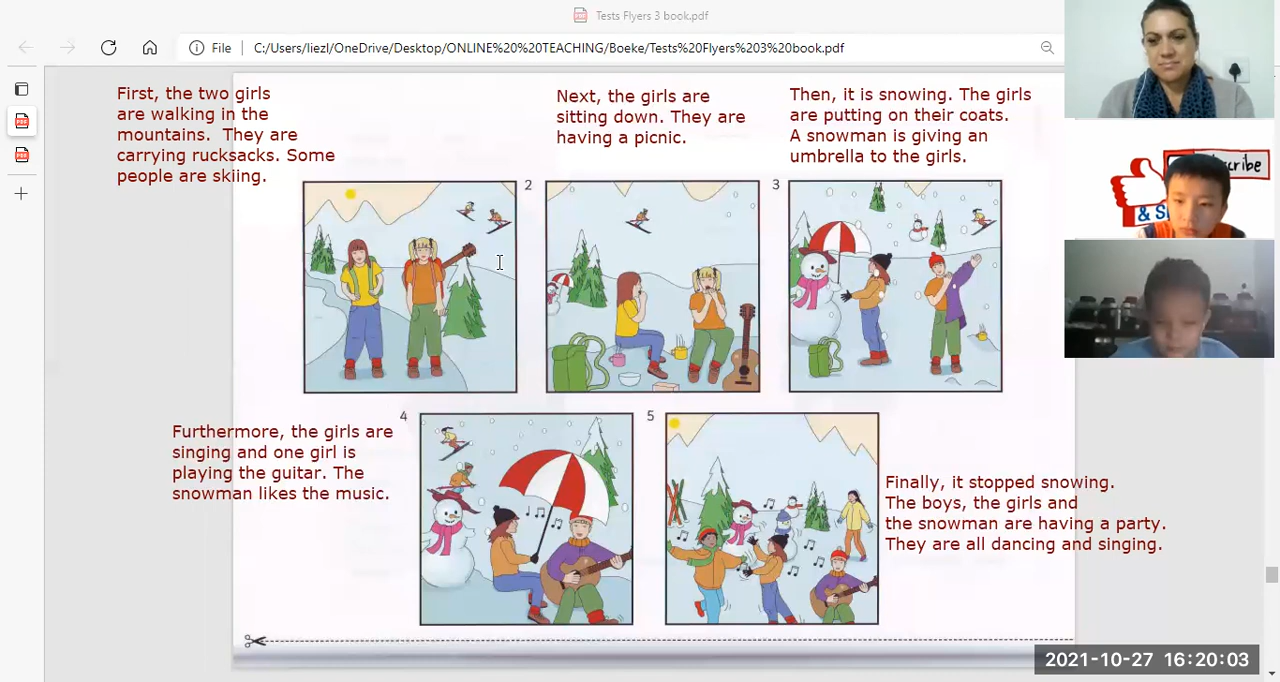 Tests Flyers 3 book.pdf
File
C:/Users/liezl/OneDrive/Desktop/ONLINE%20%20TEACHING/Boeke/Tests%20Flyers%203%20book.pdf
First, the two girls
are walking in the
mountains. They are
carrying rucksacks. Some
people are skiing.
Next, the girls are
sitting down. They are
having a picnic.
Then, it is snowing. The girls
are putting on their coats.
A snowman is giving an
umbrella to the girls.
2
3
4
5
Furthermore, the girls are
singing and one girl is
playing the guitar. The
snowman likes the music.
Finally, it stopped snowing.
The boys, the girls and
the snowman are having a party.
They are all dancing and singing.
2021-10-27 16:20:03